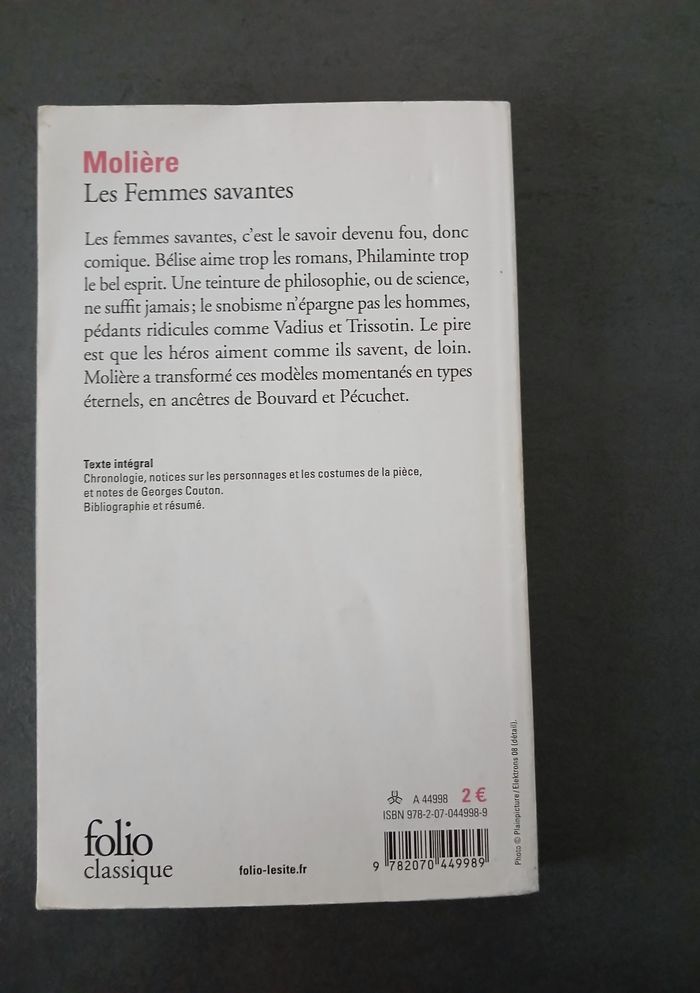 Molière
Les Femmes savantes
Les femmes savantes, c'est le savoir devenu fou, donc
comique. Bélise aime trop les romans, Philaminte trop
le bel esprit. Une teinture de philosophie, ou de science,
ne suffit jamais ; le snobisme n'épargne pas les hommes,
pédants ridicules comme Vadius et Trissotin. Le pire
est que les héros aiment comme ils savent, de loin.
Molière a transformé ces modèles momentanés en types
éternels, en ancêtres de Bouvard et Pécuchet.
Texte intégral
Chronologie, notices sur les personnages et les costumes de la pièce,
et notes de Georges Couton.
Bibliographie et résumé.
Photo © Plainpicture / Elektrons 08 (détail).
A 44998 2 €
ISBN 978-2-07-044998-9
9 782070 449989
folio
classique
folio-lesite.fr